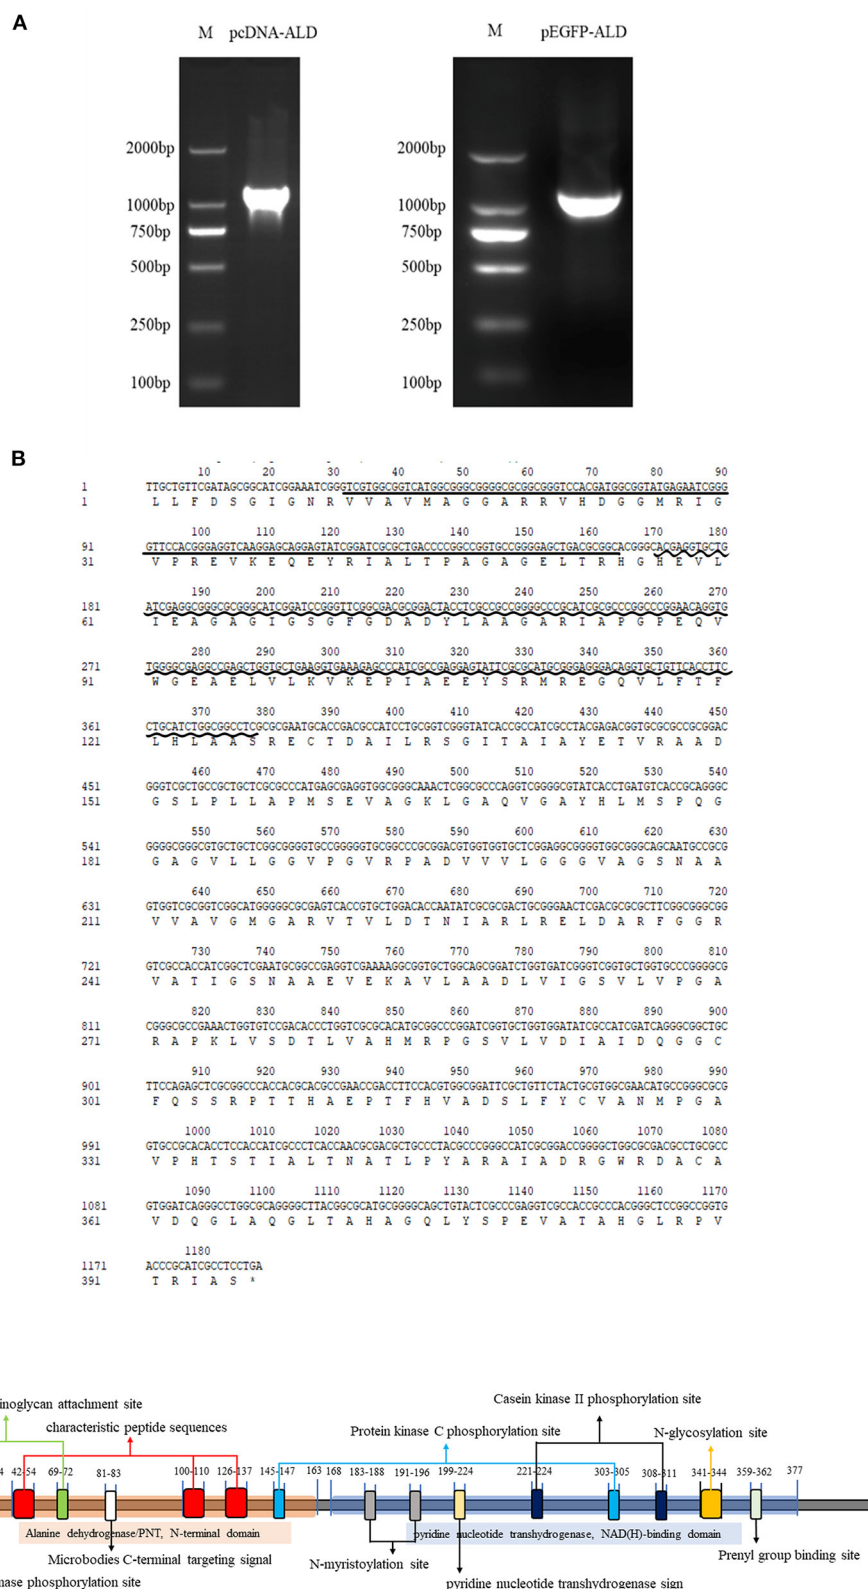 A
M pcDNA-ALD
M pEGFP-ALD
2000bp
1000bp
750bp
500bp
250bp
100bp
2000bp
1000bp
750bp
500bp
250bp
100bp
B
10 20 30 40 50 60 70 80 90
1 TTGCTGTTCGATAGCGGCATCGGAAATCGGGTCGTGGCGGTCATGGCGGGCGGGGCGCGGCGGGTCCACGATGGCGGTATGAGAATCGGG
1 L L F D S G I G N R V V A V M A G G A R R V H D G G M R I G
100 110 120 130 140 150 160 170 180
91 GTTCCACGGGAGGTCAAGGAGCAGGAGTATCGGATCGCGCTGACCCCGGCCGGTGCCGGGGAGCTGACGCGGCACGGGCACGAGGTGCTG
31 V P R E V K E Q E Y R I A L T P A G A G E L T R H G H E V L
190 200 210 220 230 240 250 260 270
181 ATCGAGGCGGGCGCGGGCATCGGATCCGGGTTCGGCGACGCGGACTACCTCGCCGCCGGGGCCCGCATCGCGCCCGGCCCGGAACAGGTG
61 I E A G A G I G S G F G D A D Y L A A G A R I A P G P E Q V
280 290 300 310 320 330 340 350 360
271 TGGGGCGAGGCCGAGCTGGTGCTGAAGGTGAAAGAGCCCATCGCCGAGGAGTATTCGCGCATGCGGGAGGGACAGGTGCTGTTCACCTTC
91 W G E A E L V L K V K E P I A E E Y S R M R E G Q V L F T F
370 380 390 400 410 420 430 440 450
361 CTGCATCTGGCGGCCTCGCGCGAATGCACCGACGCCATCCTGCGGTCGGGTATCACCGCCATCGCCTACGAGACGGTGCGCGCCGCGGAC
121 L H L A A S R E C T D A I L R S G I T A I A Y E T V R A A D
460 470 480 490 500 510 520 530 540
451 GGGTCGCTGCCGCTGCTCGCGCCCATGAGCGAGGTGGCGGGCAAACTCGGCGCCCAGGTCGGGGCGTATCACCTGATGTCACCGCAGGGC
151 G S L P L L A P M S E V A G K L G A Q V G A Y H L M S P Q G
550 560 570 580 590 600 610 620 630
541 GGGGCGGGCGTGCTGCTCGGCGGGGTGCCGGGGGTGCGGCCCGCGGACGTGGTGGTGCTCGGAGGCGGGGTGGCGGGCAGCAATGCCGCG
181 G A G V L L G G V P G V R P A D V V V L G G G V A G S N A A
640 650 660 670 680 690 700 710 720
631 GTGGTCGCGGTCGGCATGGGGGCGCGAGTCACCGTGCTGGACACCAATATCGCGCGACTGCGGGAACTCGACGCGCGCTTCGGCGGGCGG
211 V V A V G M G A R V T V L D T N I A R L R E L D A R F G G R
730 740 750 760 770 780 790 800 810
721 GTCGCCACCATCGGCTCGAATGCGGCCGAGGTCGAAAAGGCGGTGCTGGCAGCGGATCTGGTGATCGGGTCGGTGCTGGTGCCCGGGGCG
241 V A T I G S N A A E V E K A V L A A D L V I G S V L V P G A
820 830 840 850 860 870 880 890 900
811 CGGGCGCCGAAACTGGTGTCCGACACCCTGGTCGCGCACATGCGGCCCGGATCGGTGCTGGTGGATATCGCCATCGATCAGGGCGGCTGC
271 R A P K L V S D T L V A H M R P G S V L V D I A I D Q G G C
910 920 930 940 950 960 970 980 990
901 TTCCAGAGCTCGCGGCCCACCACGCACGCCGAACCGACCTTCCACGTGGCGGATTCGCTGTTCTACTGCGTGGCGAACATGCCGGGCGCG
301 F Q S S R P T T H A E P T F H V A D S L F Y C V A N M P G A
1000 1010 1020 1030 1040 1050 1060 1070 1080
991 GTGCCGCACACCTCCACCATCGCCCTCACCAACGCGACGCTGCCCTACGCCCGGGCCATCGCGGACCGGGGCTGGCGCGACGCCTGCGCC
331 V P H T S T I A L T N A T L P Y A R A I A D R G W R D A C A
1090 1100 1110 1120 1130 1140 1150 1160 1170
1081 GTGGATCAGGGCCTGGCGCAGGGGCTTACGGCGCATGCGGGGCAGCTGTACTCGCCCGAGGTCGCCACCGCCCACGGGCTCCGGCCGGTG
361 V D Q G L A Q G L T A H A G Q L Y S P E V A T A H G L R P V
1180
1171 ACCCGCATCGCCTCCTGA
391 T R I A S *
inoglycan attachment site
characteristic peptide sequences
Protein kinase C phosphorylation site
Casein kinase II phosphorylation site
N-glycosylation site
4 42-54 69-72 81-83 100-110 126-137 145-147 163 168 183-188 191-196 199-224 221-224 303-305 308-311 341-344 359-362 377
Alanine dehydrogenase/PNT, N-terminal domain
pyridine nucleotide transhydrogenase, NAD(H)-binding domain
Microbodies C-terminal targeting signal
N-myristoylation site
Prenyl group binding site
nase phosphorylation site
pyridine nucleotide transhydrogenase sign